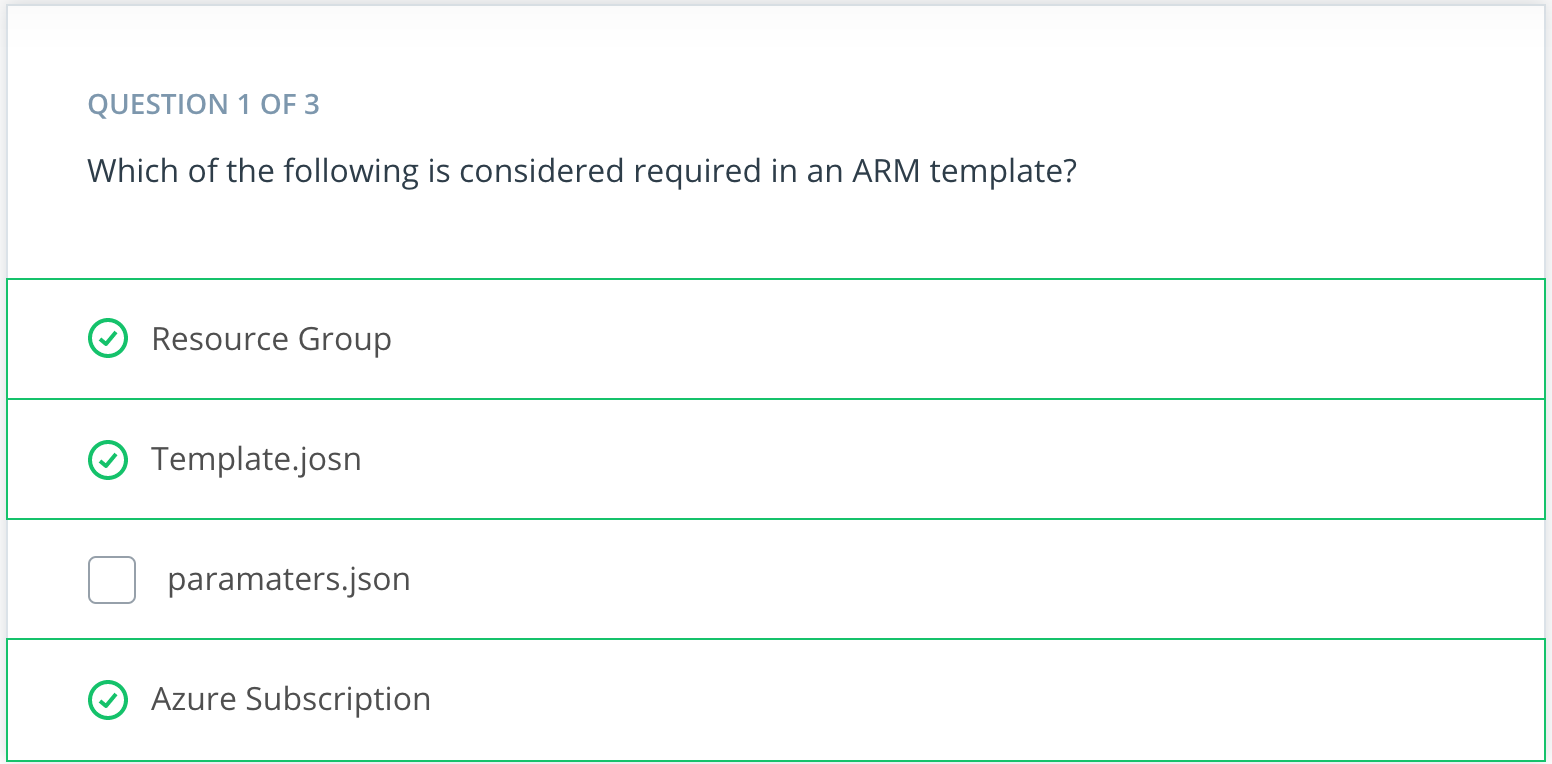 QUESTION 1 OF 3
Which of the following is considered required in an ARM template?
Resource Group
Template.josn
paramaters.json
Azure Subscription